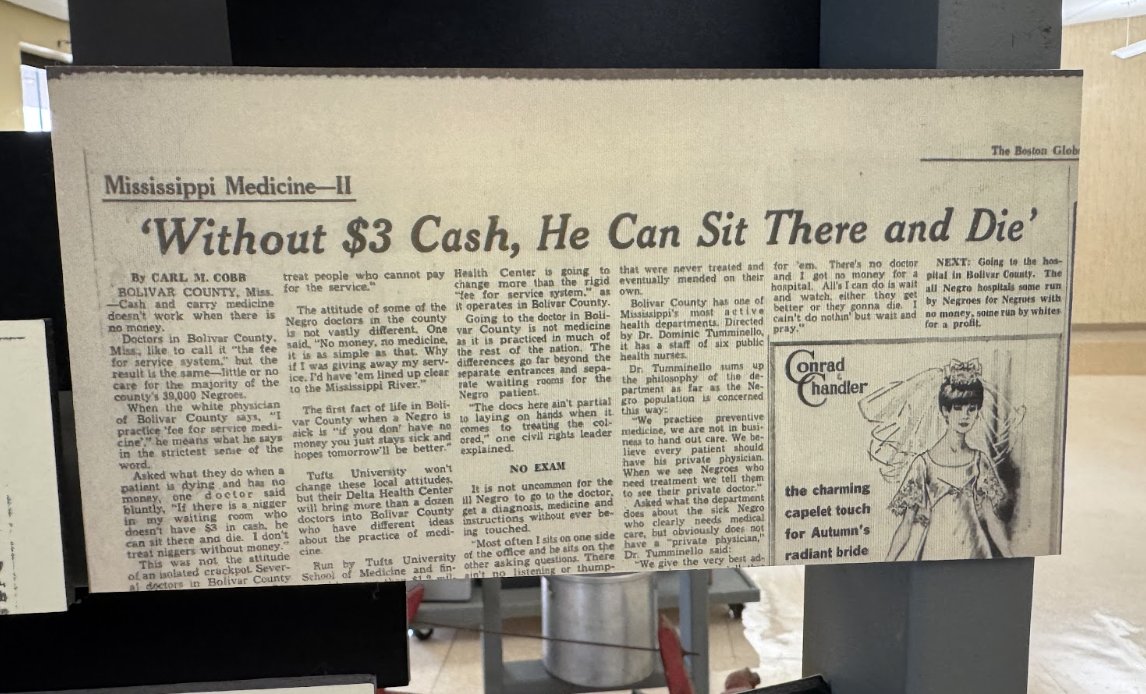 The Boston Glob
Mississippi Medicine—II
'Without $3 Cash, He Can Sit There and Die'
By CARL M. COBB
BOLIVAR COUNTY, Miss.
—Cash and carry medicine
doesn't work when there is
no money.
Doctors in Bolivar County,
Miss., like to call it "the fee
for service system," but the
result is the same—little or no
care for the majority of the
county's 39,000 Negroes.
When the white physician
of Bolivar County says, "I
practice 'fee for service medi-
cine'," he means what he says
in the strictest sense of the
word.
Asked what they do when a
patient is dying and has no
money, one doctor said
bluntly, "If there is a nigger
in my waiting room who
doesn't have $3 in cash, he
can sit there and die. I don't
treat niggers without money."
This was not the attitude
of an isolated crackpot. Sever-
al doctors in Bolivar County
treat people who cannot pay
for the service."
The attitude of some of the
Negro doctors in the county
is not vastly different. One
said, "No money, no medicine,
it is as simple as that. Why
if I was giving away my serv-
ice, I'd have 'em lined up clear
to the Mississippi River."
The first fact of life in Boli-
var County when a Negro is
sick is "if you don't have no
money you just stays sick and
hopes tomorrow'll be better."
Tufts University won't
change these local attitudes,
but their Delta Health Center
will bring more than a dozen
doctors into Bolivar County
who have different ideas
about the practice of medi-
cine.
Run by Tufts University
School of Medicine and fin-
Health Center is going to
change more than the rigid
"fee for service system," as
it operates in Bolivar County.
Going to the doctor in Boli-
var County is not medicine
as it is practiced in much of
the rest of the nation. The
differences go far beyond the
separate entrances and sepa-
rate waiting rooms for the
Negro patient.
"The docs here ain't partial
to laying on hands when it
comes to treating the col-
ored," one civil rights leader
explained.
NO EXAM
It is not uncommon for the
ill Negro to go to the doctor,
get a diagnosis, medicine and
instructions without ever be-
ing touched.
"Most often I sits on one side
of the office and he sits on the
other asking questions. There
ain't no listening or thump-
that were never treated and
eventually mended on their
own.
Bolivar County has one of
Mississippi's most active
health departments. Directed
by Dr. Dominic Tumminello,
it has a staff of six public
health nurses.
Dr. Tumminello sums up
the philosophy of the de-
partment as far as the Ne-
gro population is concerned
this way:
"We practice preventive
medicine, we are not in busi-
ness to hand out care. We be-
lieve every patient should
have his private physician.
When we see Negroes who
need treatment we tell them
to see their private doctor."
Asked what the department
does about the sick Negro
who clearly needs medical
care, but obviously does not
have a "private physician,"
Dr. Tumminello said:
"We give the very best ad-
for 'em. There's no doctor
and I got no money for a
hospital. All's I can do is wait
and watch, either they get
better or they gonna die. I
cain't do nothin' but wait and
pray."
NEXT: Going to the hos-
pital in Bolivar County. The
all Negro hospitals some run
by Negroes for Negroes with
no money, some run by whites
for a profit.
Conrad
Chandler
the charming
capelet touch
for Autumn's
radiant bride